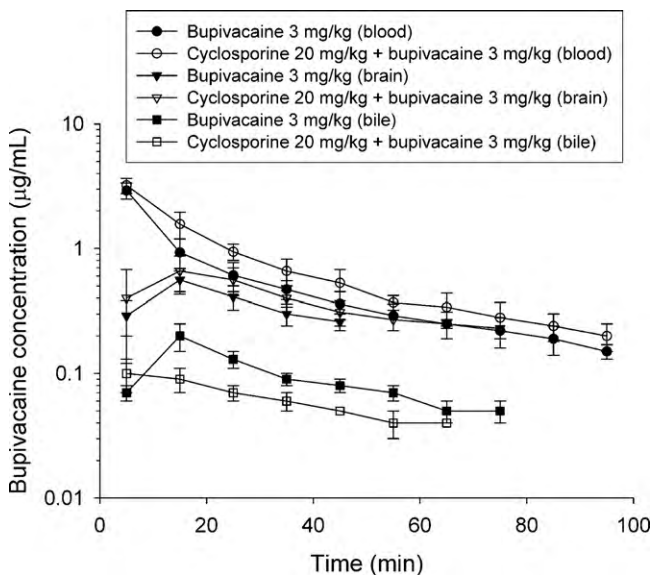 Bupivacaine 3 mg/kg (blood)
Cyclosporine 20 mg/kg + bupivacaine 3 mg/kg (blood)
Bupivacaine 3 mg/kg (brain)
Cyclosporine 20 mg/kg + bupivacaine 3 mg/kg (brain)
Bupivacaine 3 mg/kg (bile)
Cyclosporine 20 mg/kg + bupivacaine 3 mg/kg (bile)
Bupivacaine concentration (μg/mL)
10
1
0.1
0.01
0 20 40 60 80 100
Time (min)